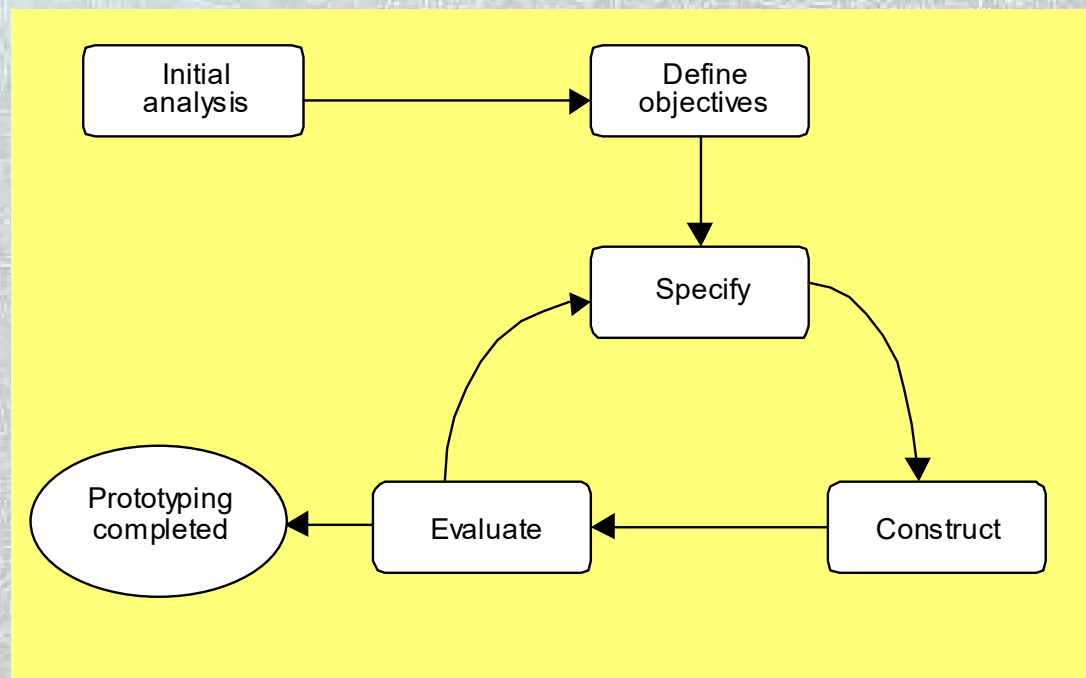 Initial
analysis
Define
objectives
Specify
Prototyping
completed
Evaluate
Construct